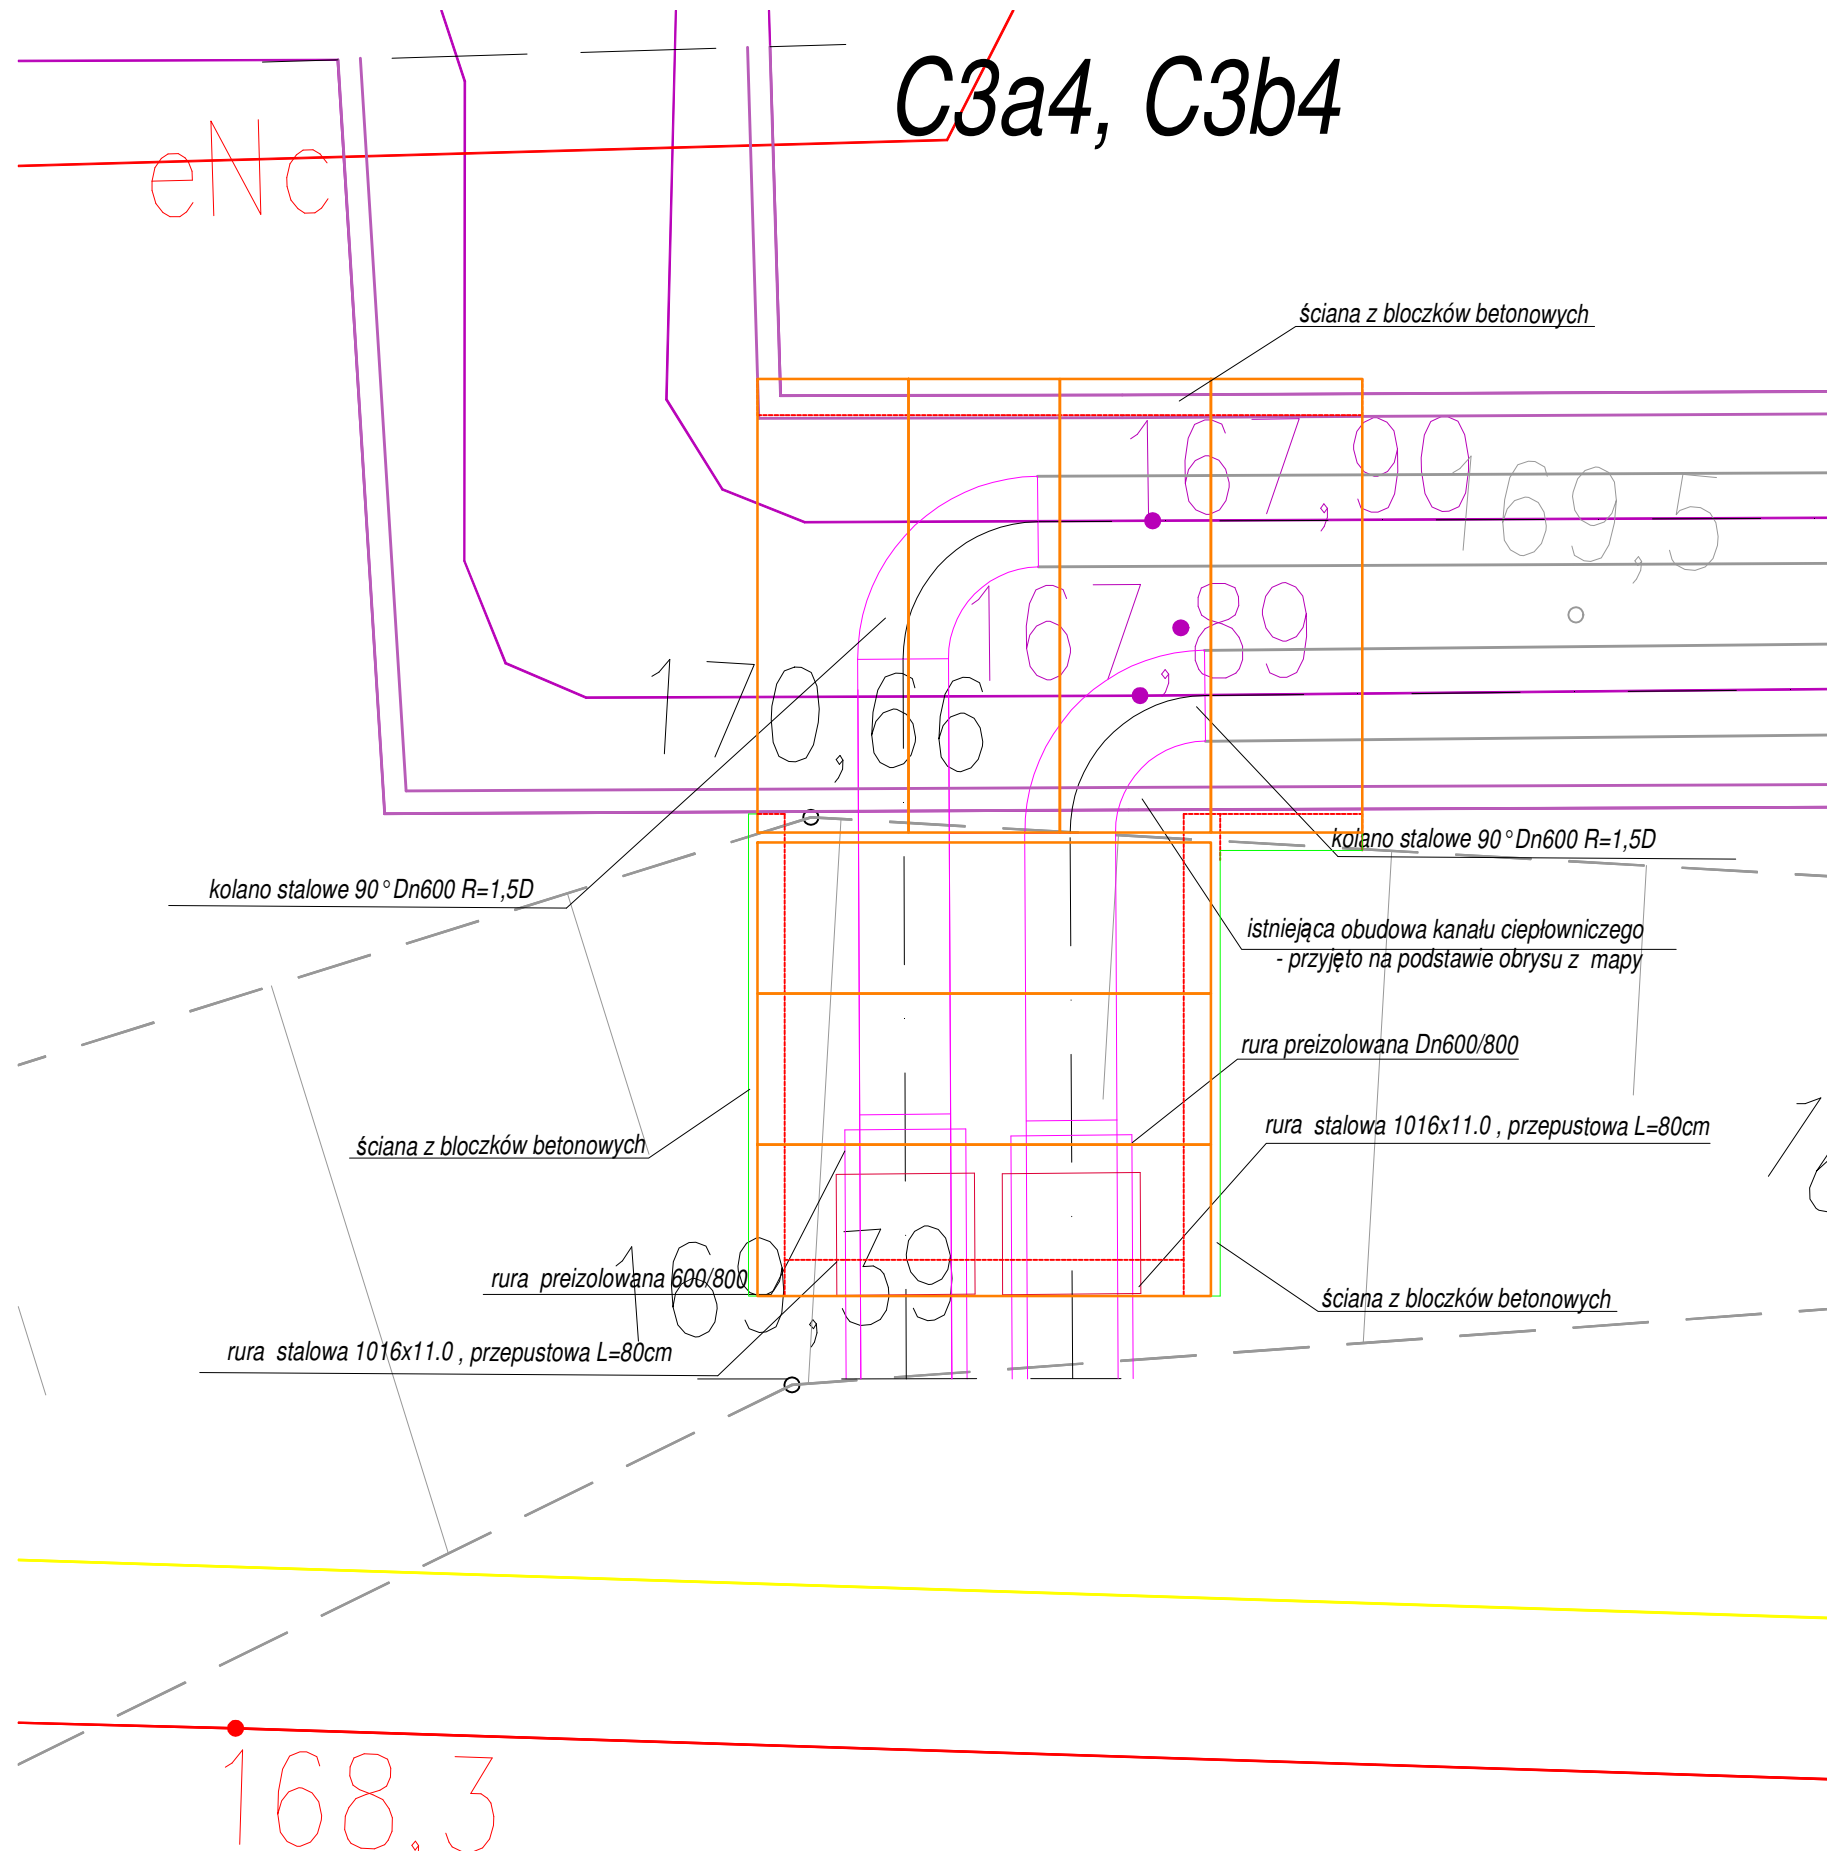 C3a4, C3b4
eNc
ściana z bloczków betonowych
167,90
169,5
167,89
170,66
kolano stalowe 90° Dn600 R=1,5D
kolano stalowe 90° Dn600 R=1,5D
istniejąca obudowa kanału ciepłowniczego
- przyjęto na podstawie obrysu z mapy
rura preizolowana Dn600/800
rura stalowa 1016x11.0 , przepustowa L=80cm
ściana z bloczków betonowych
169,39
rura preizolowana 600/800
ściana z bloczków betonowych
rura stalowa 1016x11.0 , przepustowa L=80cm
168,3